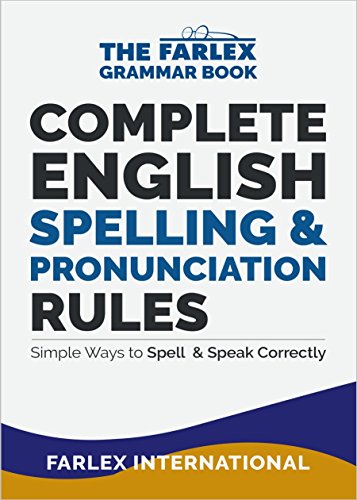 THE FARLEX
GRAMMAR BOOK
COMPLETE
ENGLISH
SPELLING &
PRONUNCIATION
RULES
Simple Ways to Spell & Speak Correctly
FARLEX INTERNATIONAL